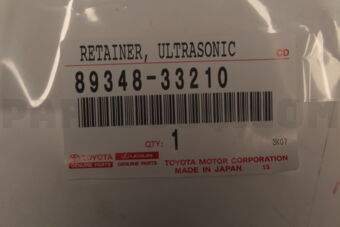 RETAINER, ULTRASONIC
CD
89348-33210
QTY: 1
3K07
TOYOTA LEXUS TOYOTA MOTOR CORPORATION
GENUINE PARTS GENUINE PARTS MADE IN JAPAN 13